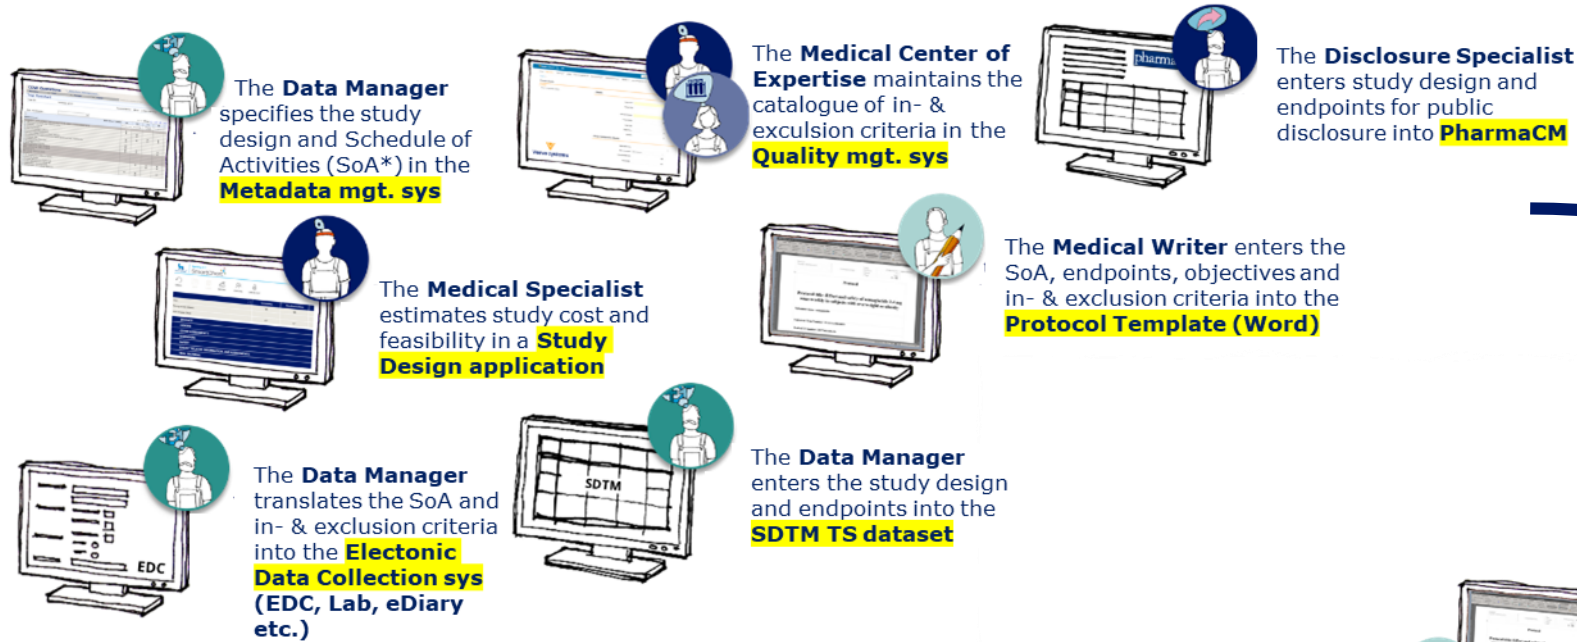 The Data Manager
specifies the study
design and Schedule of
Activities (SoA*) in the
Metadata mgt. sys
The Medical Center of
Expertise maintains the
catalogue of in- &
exculsion criteria in the
Quality mgt. sys
pharma
The Disclosure Specialist
enters study design and
endpoints for public
disclosure into PharmaCM
The Medical Specialist
estimates study cost and
feasibility in a Study
Design application
Protocol
The Medical Writer enters the
SoA, endpoints, objectives and
in- & exclusion criteria into the
Protocol Template (Word)
EDC
The Data Manager
translates the SoA and
in- & exclusion criteria
into the Electonic
Data Collection sys
(EDC, Lab, eDiary
etc.)
SDTM
The Data Manager
enters the study design
and endpoints into the
SDTM TS dataset